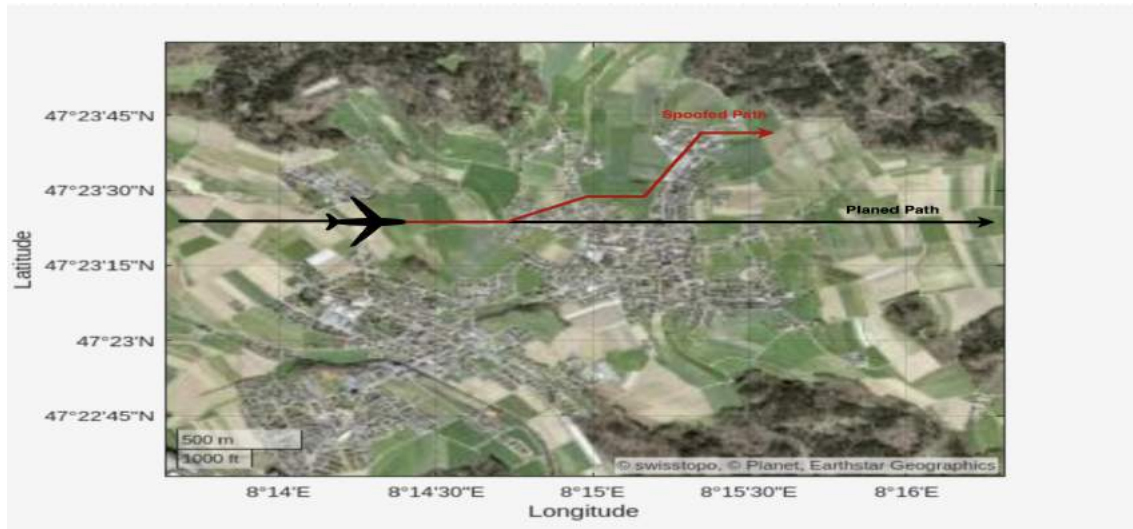 47°23'45"N
Spoofed Path
47°23'30"N
Planed Path
47°23'15"N
Latitude
47°23'N
47°22'45"N
500 m
1000 ft
© swisstopo, © Planet, Earthstar Geographics
8°14'E
8°14'30"E
8°15'E
8°15'30"E
8°16'E
Longitude